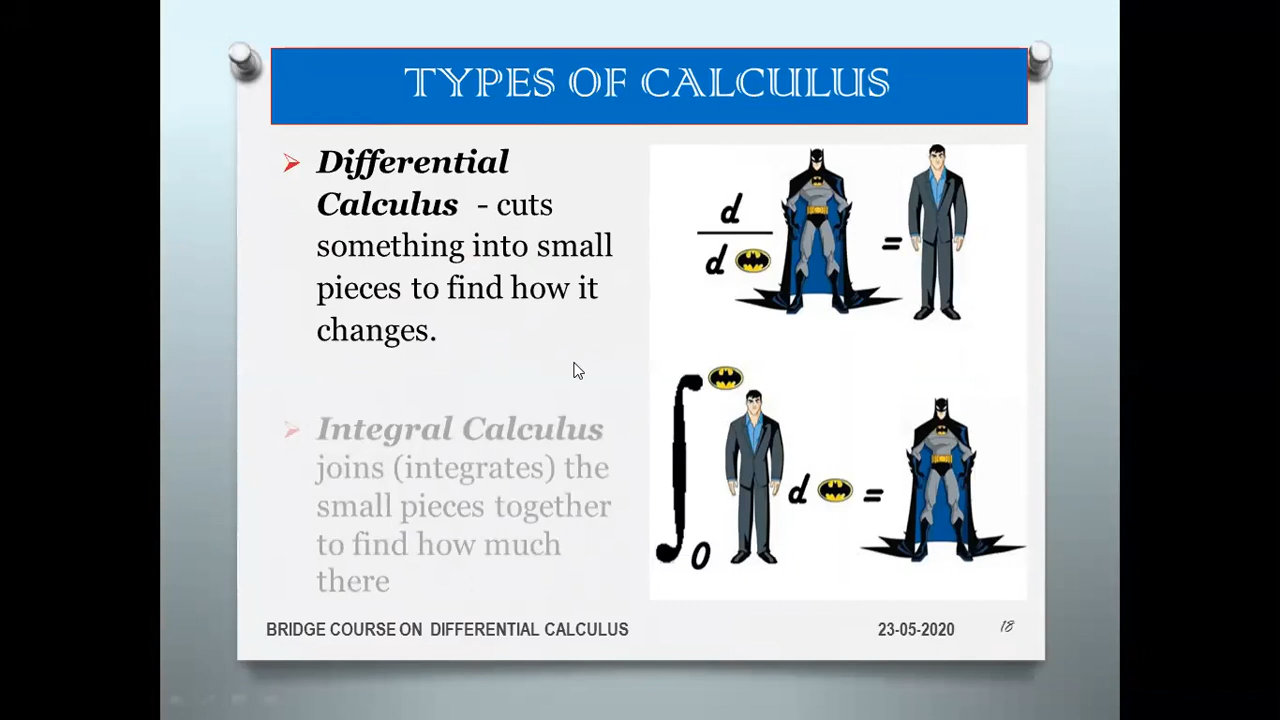 TYPES OF CALCULUS
➢ Differential
Calculus - cuts
something into small
pieces to find how it
changes.
➢ Integral Calculus
joins (integrates) the
small pieces together
to find how much
there
d
d
=
0
d
=
BRIDGE COURSE ON DIFFERENTIAL CALCULUS
23-05-2020
18